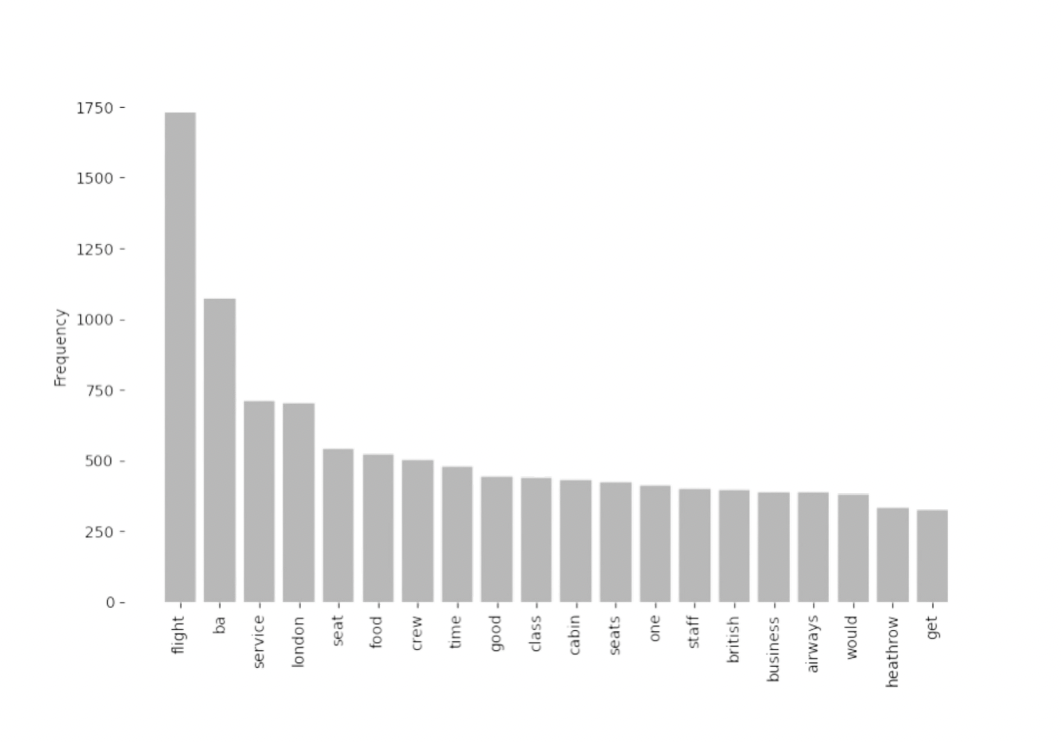 1750
1500
1250
1000
750
500
250
0
Frequency
flight
ba
service
london
seat
food
crew
time
good
class
cabin
seats
one
staff
british
business
airways
would
heathrow
get